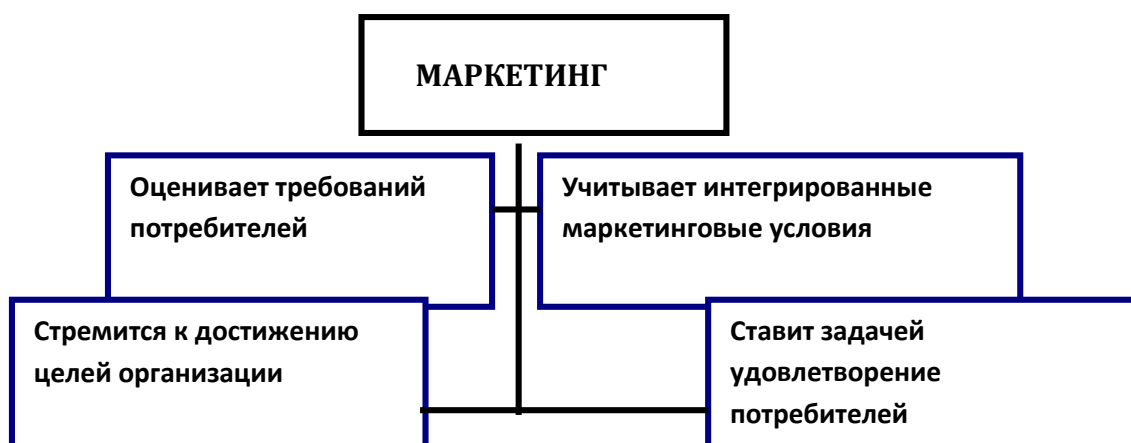 МАРКЕТИНГ
Оценивает требований
потребителей
Учитывает интегрированные
маркетинговые условия
Стремится к достижению
целей организации
Ставит задачей
удовлетворение
потребителей